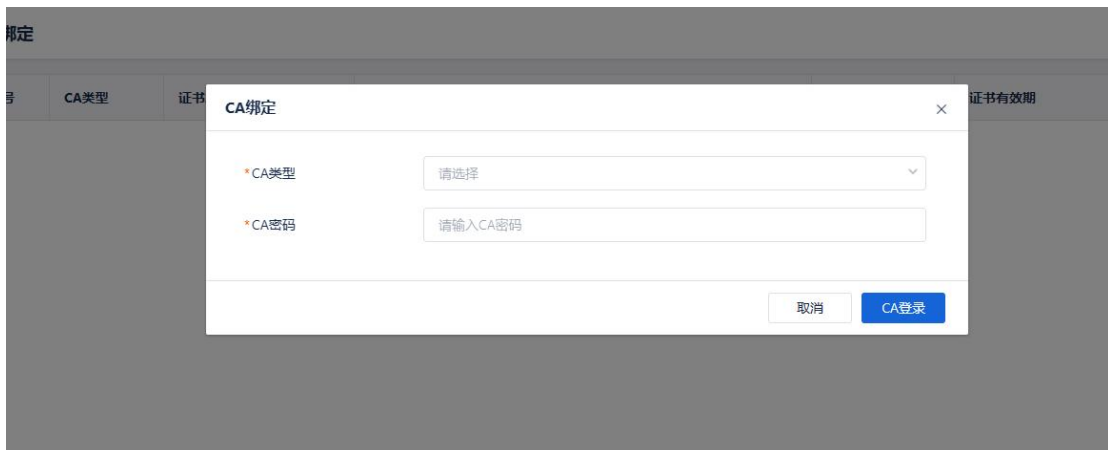 绑定
号 CA类型 证书 证书有效期
CA绑定
*CA类型 请选择
*CA密码 请输入CA密码
取消 CA登录